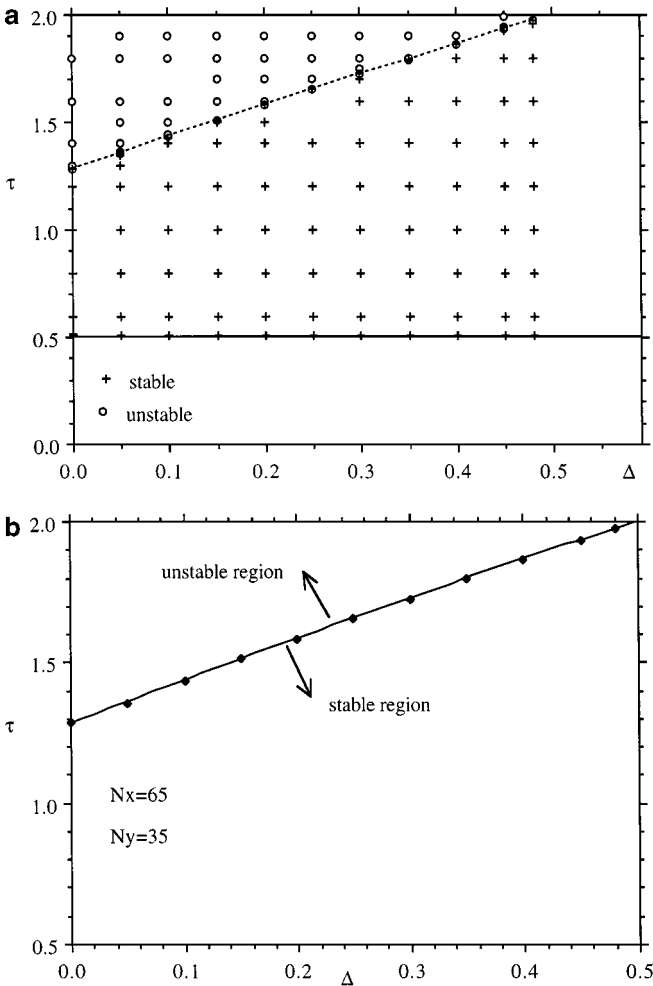 a
2.0
1.5
τ
1.0
0.5
+ stable
o unstable
0.0
0.0 0.1 0.2 0.3 0.4 0.5 Δ
b
2.0
unstable region
1.5
stable region
τ
Nx=65
1.0
Ny=35
0.5
0.0 0.1 0.2 0.3 0.4 0.5
Δ